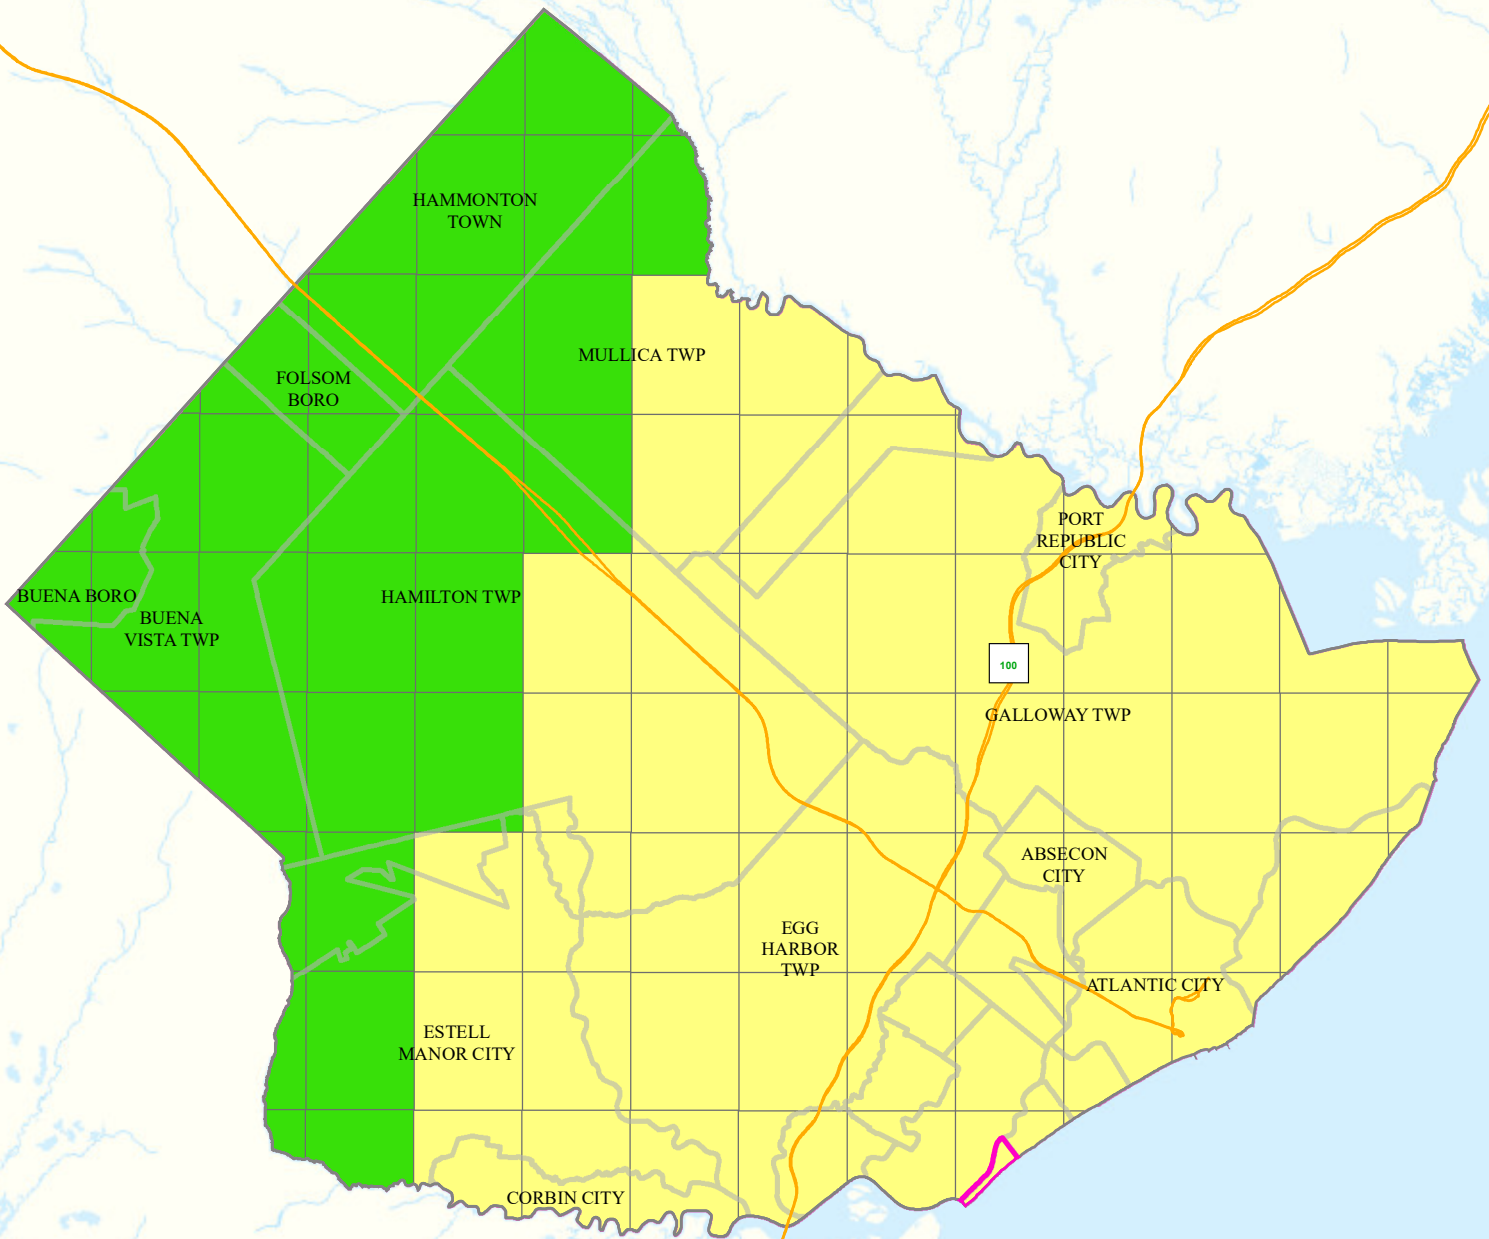 HAMMONTON
TOWN
MULLICA TWP
FOLSOM
BORO
PORT
REPUBLIC
CITY
BUENA BORO
BUENA
VISTA TWP
HAMILTON TWP
100
GALLOWAY TWP
ABSECON
CITY
EGG
HARBOR
TWP
ATLANTIC CITY
ESTELL
MANOR CITY
CORBIN CITY